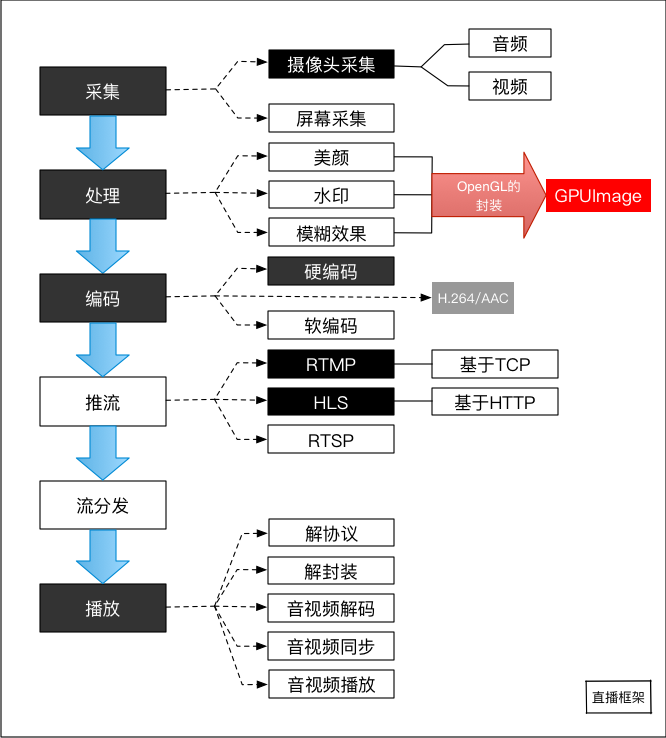 采集
摄像头采集
音频
视频
屏幕采集
处理
美颜
水印
模糊效果
OpenGL的
封装
GPUImage
编码
硬编码
H.264/AAC
软编码
推流
RTMP
基于TCP
HLS
基于HTTP
RTSP
流分发
播放
解协议
解封装
音视频解码
音视频同步
音视频播放
直播框架